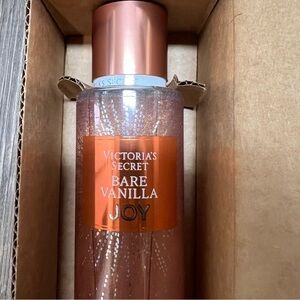 VICTORIA'S
SECRET
BARE
VANILLA
JOY